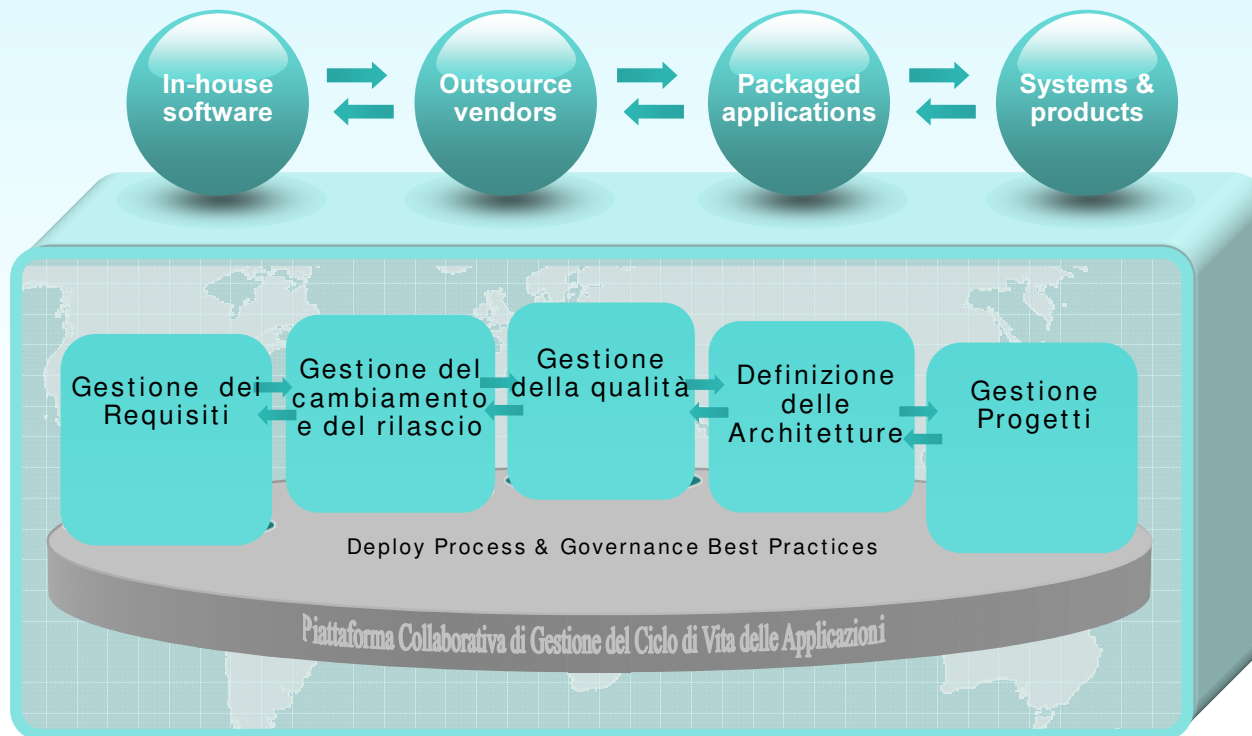 In-house
software
Outsource
vendors
Packaged
applications
Systems &
products
Gestione dei
Requisiti
Gestione del
cambiamento
e del rilascio
Gestione
della qualità
Definizione
delle
Architetture
Gestione
Progetti
Deploy Process & Governance Best Practices
Piattaforma Collaborativa di Gestione del Ciclo di Vita delle Applicazioni